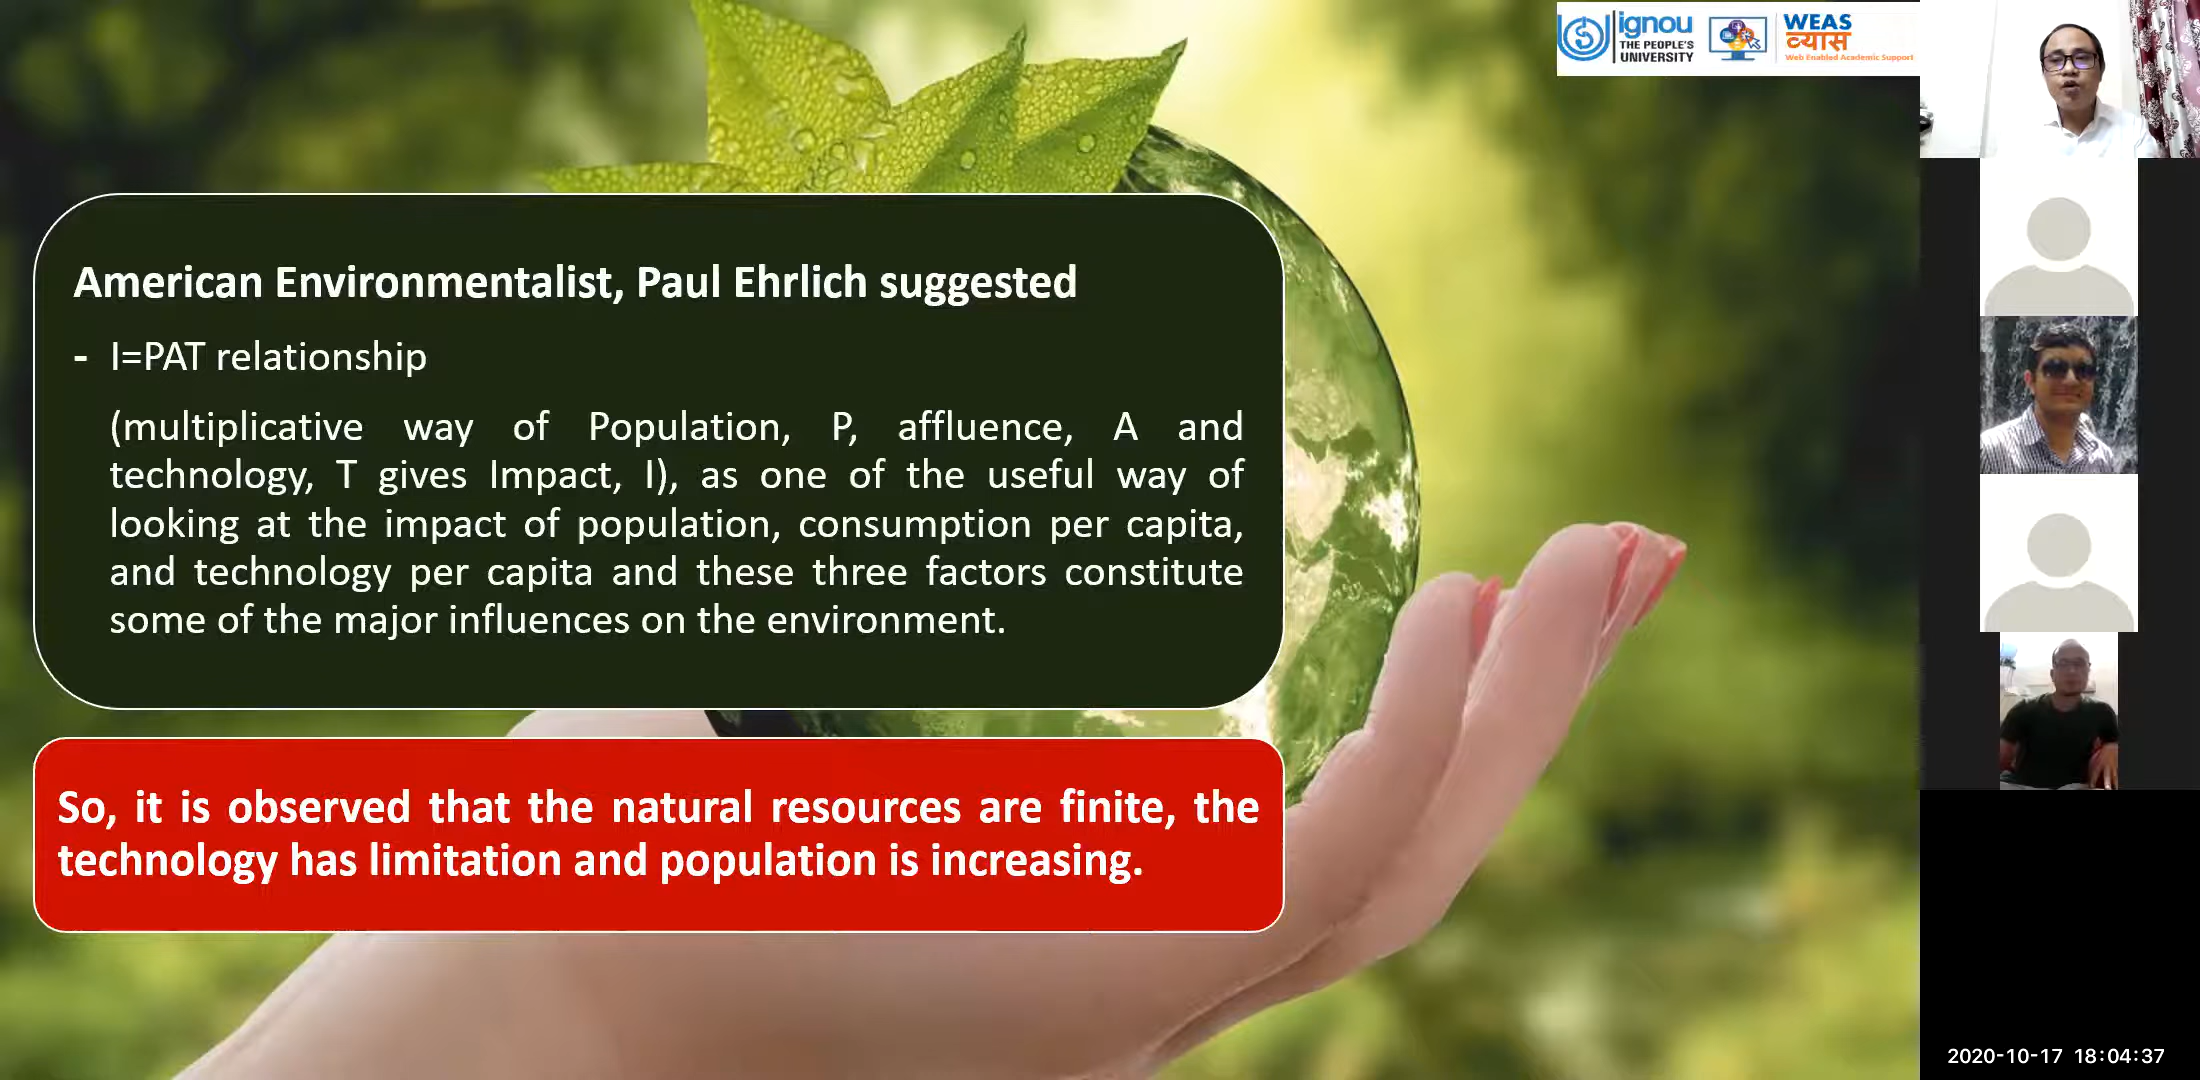 ignou
THE PEOPLE'S
UNIVERSITY
WEAS
व्यास
Web Enabled Academic Support
American Environmentalist, Paul Ehrlich suggested
- I=PAT relationship
(multiplicative way of Population, P, affluence, A and
technology, T gives Impact, I), as one of the useful way of
looking at the impact of population, consumption per capita,
and technology per capita and these three factors constitute
some of the major influences on the environment.
So, it is observed that the natural resources are finite, the
technology has limitation and population is increasing.
2020-10-17 18:04:37